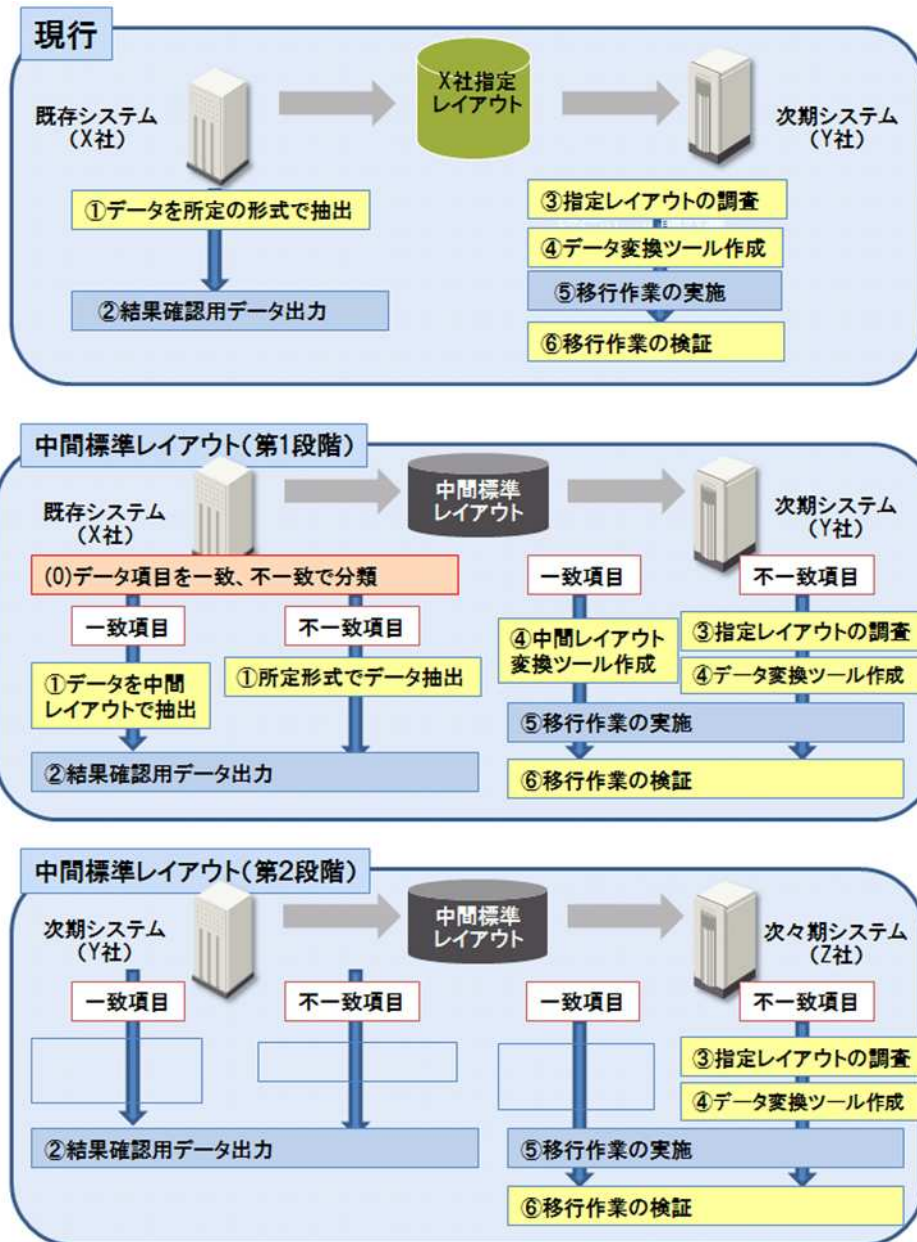 現行
X社指定
レイアウト
既存システム
(X社)
次期システム
(Y社)
①データを所定の形式で抽出
②結果確認用データ出力
③指定レイアウトの調査
④データ変換ツール作成
⑤移行作業の実施
⑥移行作業の検証
中間標準レイアウト(第1段階)
中間標準
レイアウト
既存システム
(X社)
次期システム
(Y社)
(0)データ項目を一致、不一致で分類
一致項目
不一致項目
①データを中間
レイアウトで抽出
①所定形式でデータ抽出
②結果確認用データ出力
一致項目
不一致項目
④中間レイアウト
変換ツール作成
③指定レイアウトの調査
④データ変換ツール作成
⑤移行作業の実施
⑥移行作業の検証
中間標準レイアウト(第2段階)
中間標準
レイアウト
次期システム
(Y社)
次々期システム
(Z社)
一致項目
不一致項目
②結果確認用データ出力
一致項目
不一致項目
③指定レイアウトの調査
④データ変換ツール作成
⑤移行作業の実施
⑥移行作業の検証